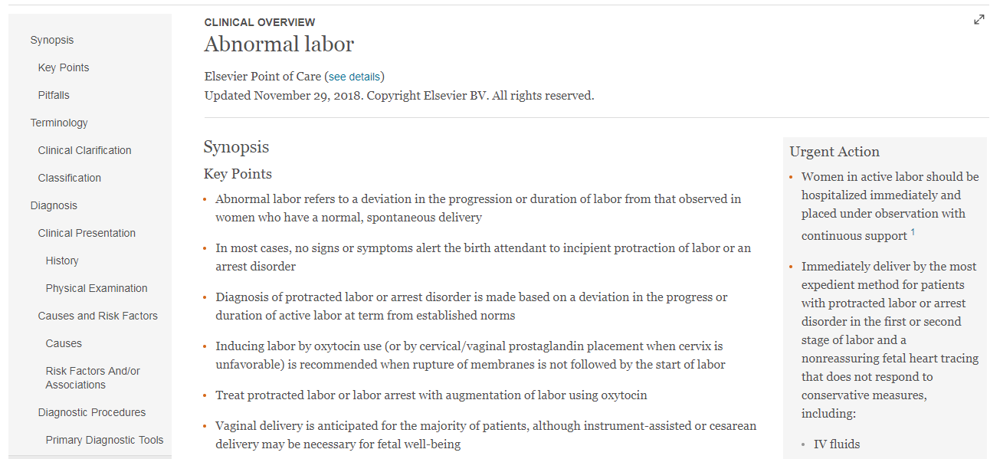 Synopsis
Key Points
Pitfalls
Terminology
Clinical Clarification
Classification
Diagnosis
Clinical Presentation
History
Physical Examination
Causes and Risk Factors
Causes
Risk Factors And/or
Associations
Diagnostic Procedures
Primary Diagnostic Tools
CLINICAL OVERVIEW
Abnormal labor
Elsevier Point of Care (see details)
Updated November 29, 2018. Copyright Elsevier BV. All rights reserved.
Synopsis
Key Points
• Abnormal labor refers to a deviation in the progression or duration of labor from that observed in
women who have a normal, spontaneous delivery
• In most cases, no signs or symptoms alert the birth attendant to incipient protraction of labor or an
arrest disorder
• Diagnosis of protracted labor or arrest disorder is made based on a deviation in the progress or
duration of active labor at term from established norms
• Inducing labor by oxytocin use (or by cervical/vaginal prostaglandin placement when cervix is
unfavorable) is recommended when rupture of membranes is not followed by the start of labor
• Treat protracted labor or labor arrest with augmentation of labor using oxytocin
• Vaginal delivery is anticipated for the majority of patients, although instrument-assisted or cesarean
delivery may be necessary for fetal well-being
Urgent Action
• Women in active labor should be
hospitalized immediately and
placed under observation with
continuous support 1
• Immediately deliver by the most
expedient method for patients
with protracted labor or arrest
disorder in the first or second
stage of labor and a
nonreassuring fetal heart tracing
that does not respond to
conservative measures,
including:
• IV fluids